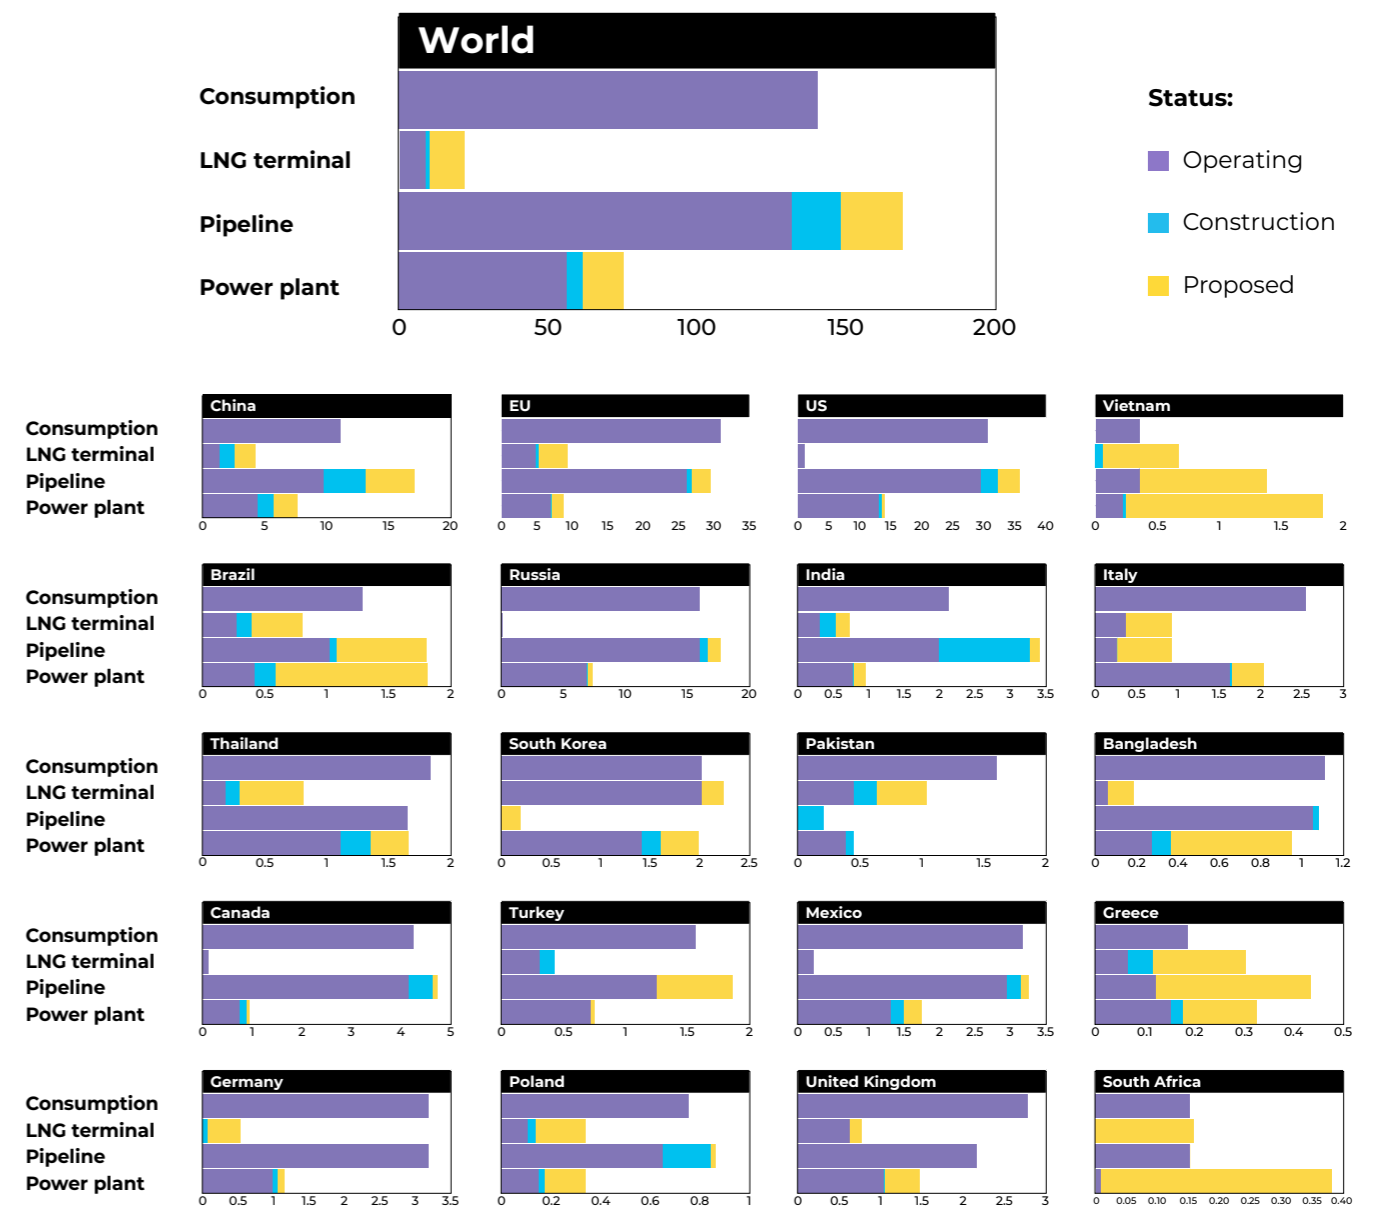 World
Consumption
LNG terminal
Pipeline
Power plant
0 50 100 150 200
Status:
Operating
Construction
Proposed
China EU US Vietnam
Consumption
LNG terminal
Pipeline
Power plant
0 5 10 15 20 0 5 10 15 20 25 30 35 0 5 10 15 20 25 30 35 40 0 0.5 1 1.5 2
Brazil Russia India Italy
Consumption
LNG terminal
Pipeline
Power plant
0 0.5 1 1.5 2 0 5 10 15 20 0 0.5 1 1.5 2 2.5 3 3.5 0 0.5 1 1.5 2 2.5 3
Thailand South Korea Pakistan Bangladesh
Consumption
LNG terminal
Pipeline
Power plant
0 0.5 1 1.5 2 0 0.5 1 1.5 2 2.5 0 0.5 1 1.5 2 0 0.2 0.4 0.6 0.8 1 1.2
Canada Turkey Mexico Greece
Consumption
LNG terminal
Pipeline
Power plant
0 1 2 3 4 5 0 0.5 1 1.5 2 0 0.5 1 1.5 2 2.5 3 3.5 0 0.1 0.2 0.3 0.4 0.5
Germany Poland United Kingdom South Africa
Consumption
LNG terminal
Pipeline
Power plant
0 0.5 1 1.5 2 2.5 3 3.5 0 0.2 0.4 0.6 0.8 1 0 0.5 1 1.5 2 2.5 3 0 0.05 0.10 0.15 0.20 0.25 0.30 0.35 0.40